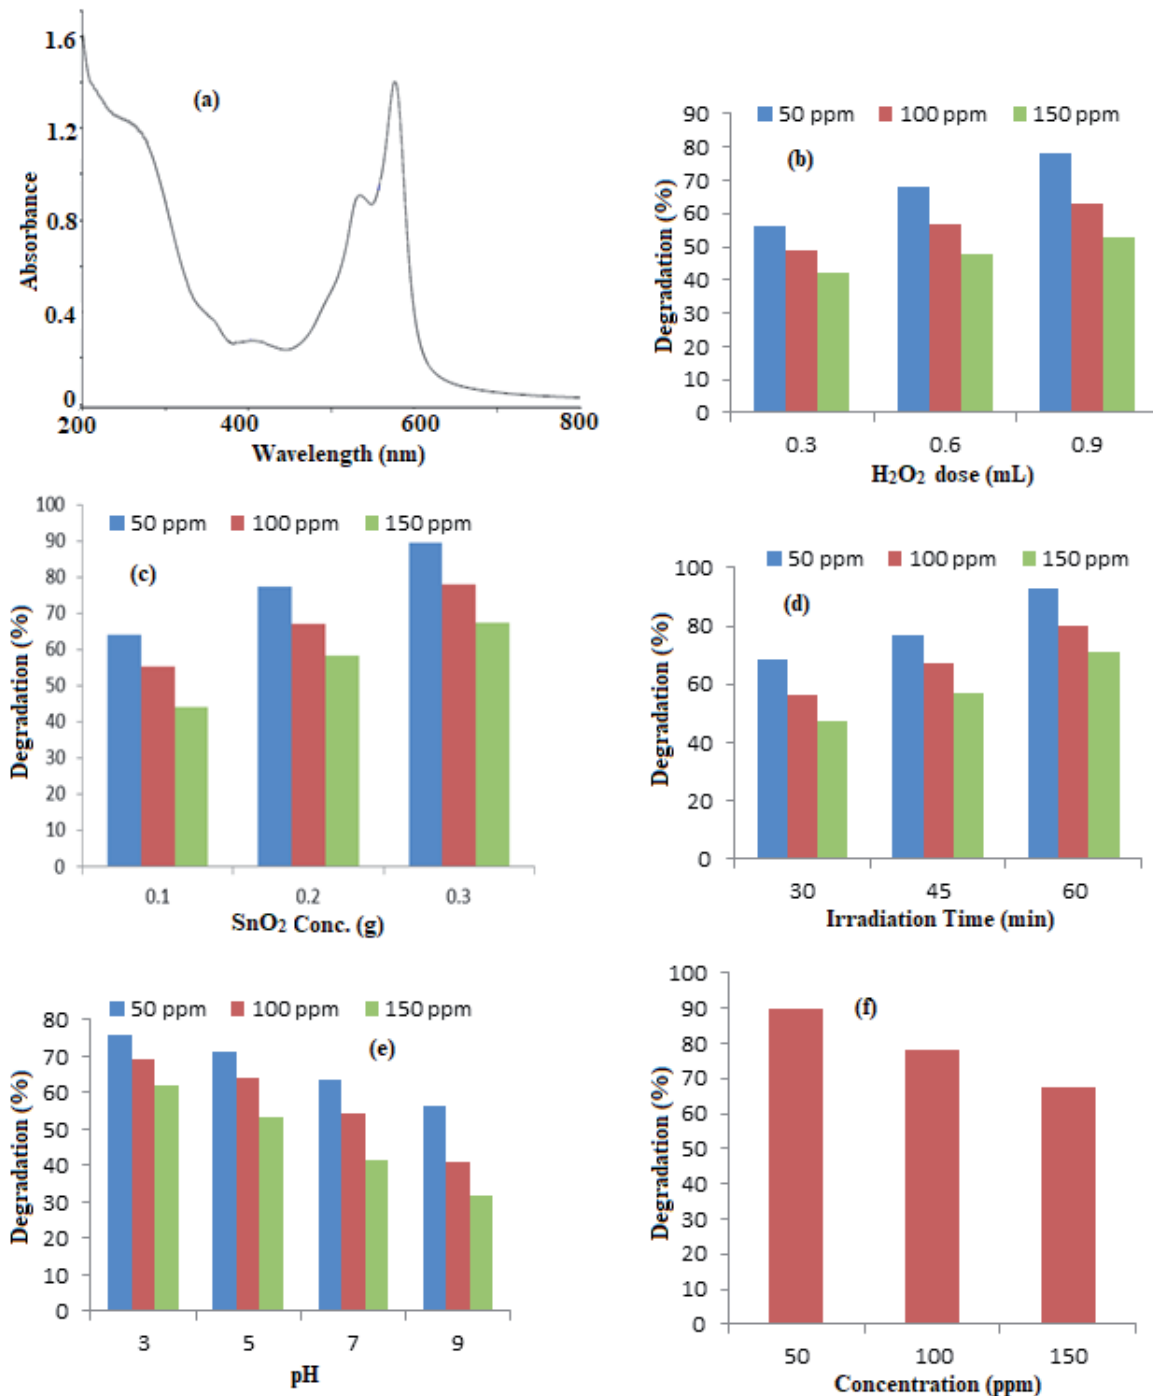 (a)
1.6
1.2
0.8
0.4
0
200 400 600 800
Absorbance
Wavelength (nm)
50 ppm 100 ppm 150 ppm
(b)
90
80
70
60
50
40
30
20
10
0
0.3 0.6 0.9
Degradation (%)
H₂O₂ dose (mL)
50 ppm 100 ppm 150 ppm
(c)
100
90
80
70
60
50
40
30
20
10
0
0.1 0.2 0.3
Degradation (%)
SnO₂ Conc. (g)
50 ppm 100 ppm 150 ppm
(d)
100
80
60
40
20
0
30 45 60
Degradation (%)
Irradiation Time (min)
50 ppm 100 ppm 150 ppm
(e)
80
70
60
50
40
30
20
10
0
3 5 7 9
Degradation (%)
pH
(f)
100
90
80
70
60
50
40
30
20
10
0
50 100 150
Degradation (%)
Concentration (ppm)